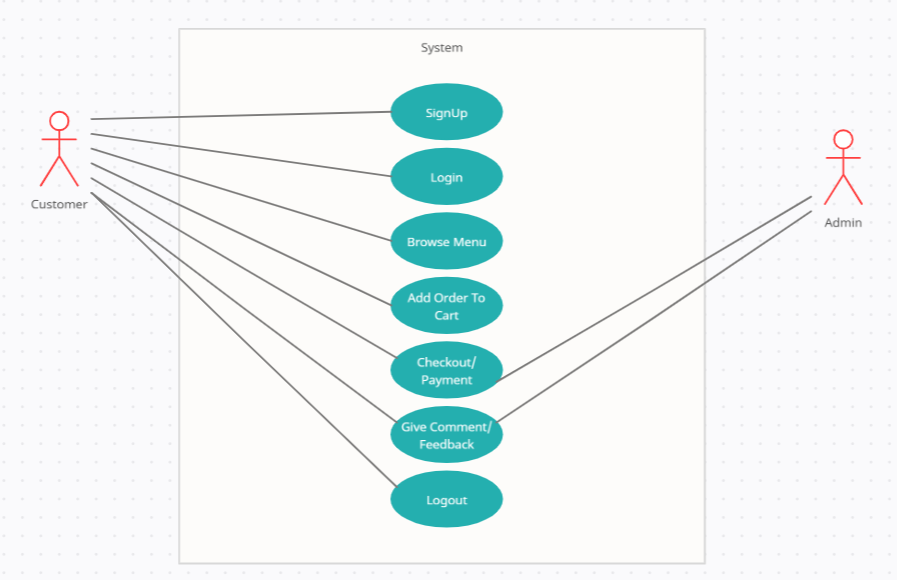 System
SignUp
Customer
Login
Admin
Browse Menu
Add Order To
Cart
Checkout/
Payment
Give Comment/
Feedback
Logout